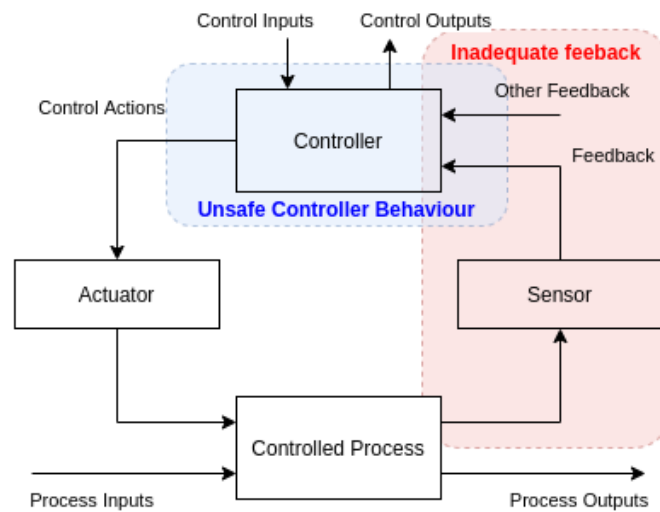 Control Inputs
Control Outputs
Inadequate feeback
Other Feedback
Control Actions
Controller
Feedback
Unsafe Controller Behaviour
Actuator
Sensor
Controlled Process
Process Inputs
Process Outputs